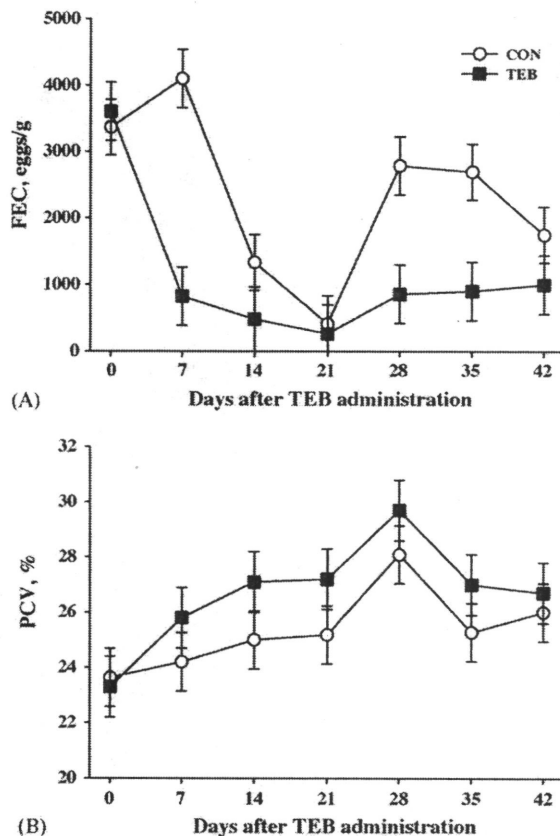 5000
4000
3000
2000
1000
0
FEC, eggs/g
CON
TEB
0 7 14 21 28 35 42
(A) Days after TEB administration
32
30
28
26
24
22
20
PCV, %
0 7 14 21 28 35 42
(B) Days after TEB administration